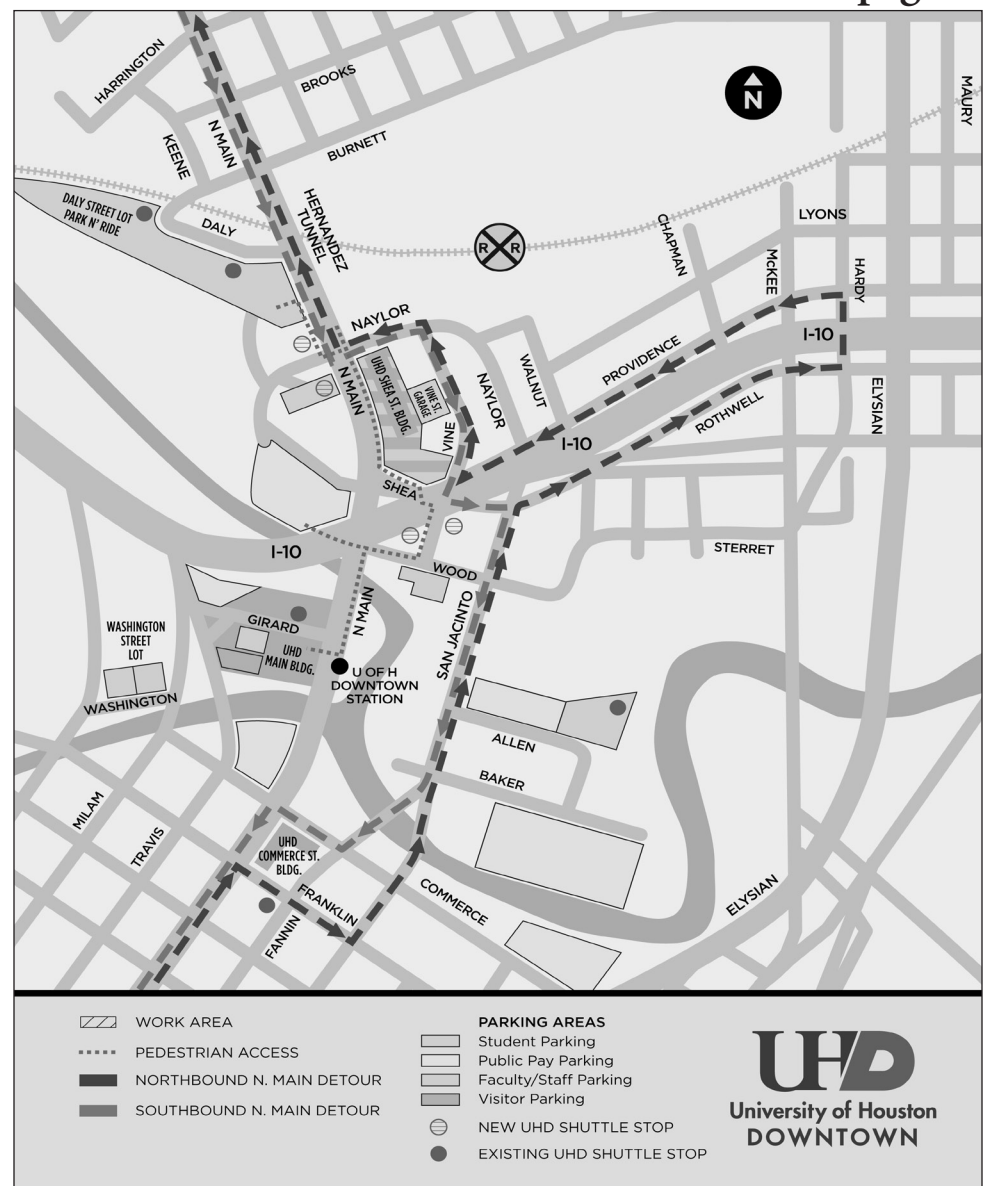 N
HARRINGTON
BROOKS
MAURY
KEENE
N MAIN
BURNETT
HERNANDEZ
TUNNEL
DALY STREET LOT
PARK N' RIDE
DALY
R R
CHAPMAN
LYONS
McKEE
HARDY
NAYLOR
I-10
PROVIDENCE
WALNUT
UHD SHEA ST. BLDG.
VINE ST.
GARAGE
N MAIN
NAYLOR
ROTHWELL
ELYSIAN
VINE
I-10
SHEA
I-10
STERRET
WOOD
N MAIN
GIRARD
SAN JACINTO
WASHINGTON
STREET
LOT
UHD
MAIN BLDG.
U OF H
DOWNTOWN
STATION
WASHINGTON
ALLEN
BAKER
MILAM
TRAVIS
UHD
COMMERCE ST.
BLDG.
FRANKLIN
COMMERCE
ELYSIAN
FANNIN
WORK AREA
PEDESTRIAN ACCESS
NORTHBOUND N. MAIN DETOUR
SOUTHBOUND N. MAIN DETOUR
PARKING AREAS
Student Parking
Public Pay Parking
Faculty/Staff Parking
Visitor Parking
NEW UHD SHUTTLE STOP
EXISTING UHD SHUTTLE STOP
UHD
University of Houston
DOWNTOWN